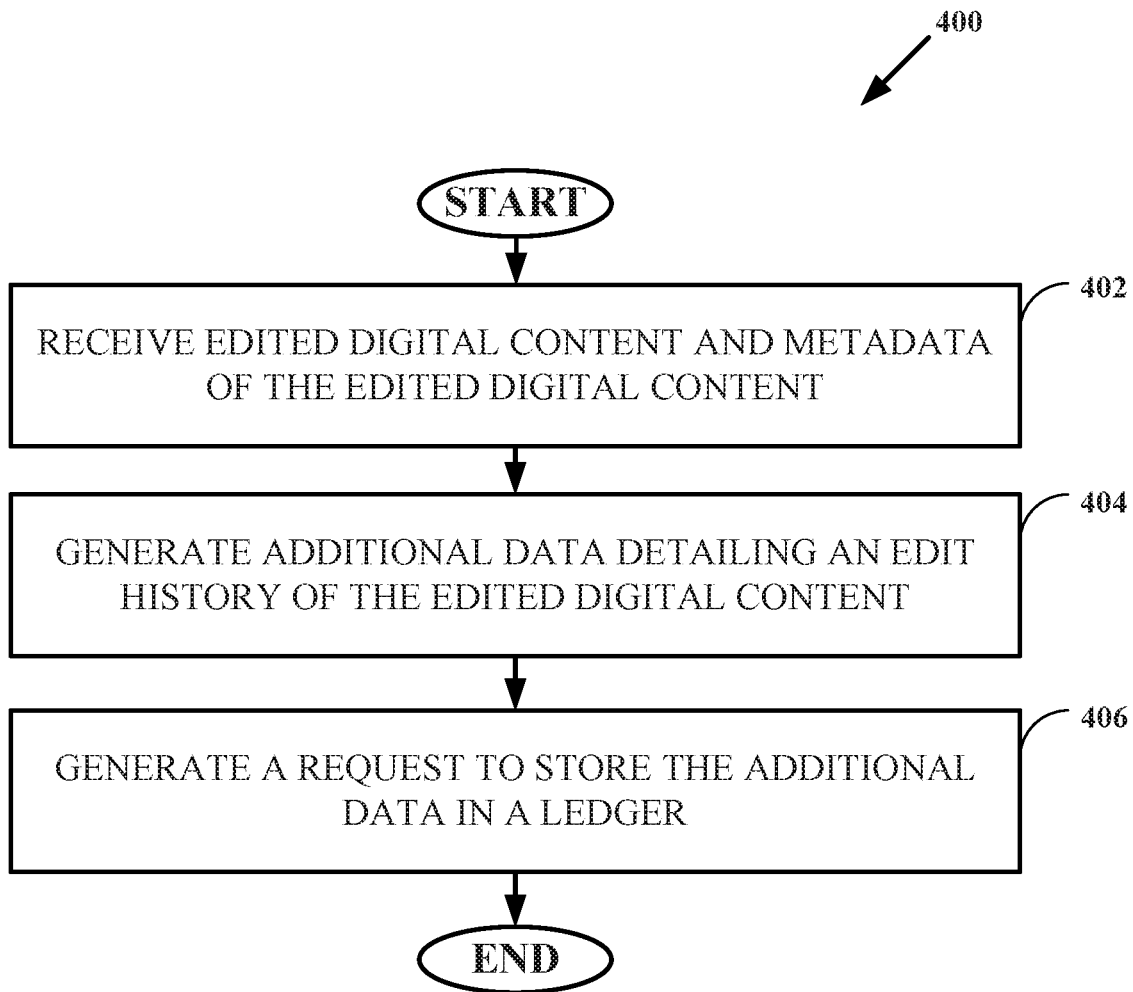 400
START
402
RECEIVE EDITED DIGITAL CONTENT AND METADATA
OF THE EDITED DIGITAL CONTENT
404
GENERATE ADDITIONAL DATA DETAILING AN EDIT
HISTORY OF THE EDITED DIGITAL CONTENT
406
GENERATE A REQUEST TO STORE THE ADDITIONAL
DATA IN A LEDGER
END